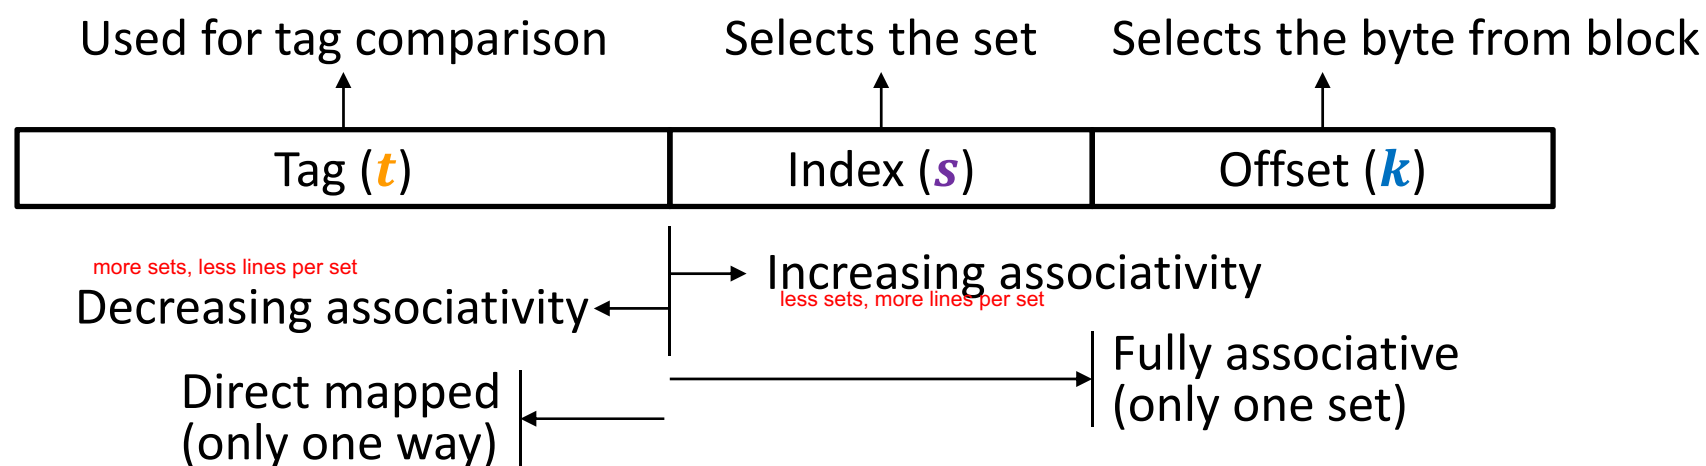 Used for tag comparison
Selects the set
Selects the byte from block
Tag (t)
Index (s)
Offset (k)
more sets, less lines per set
Decreasing associativity
Increasing associativity
less sets, more lines per set
Direct mapped
(only one way)
Fully associative
(only one set)